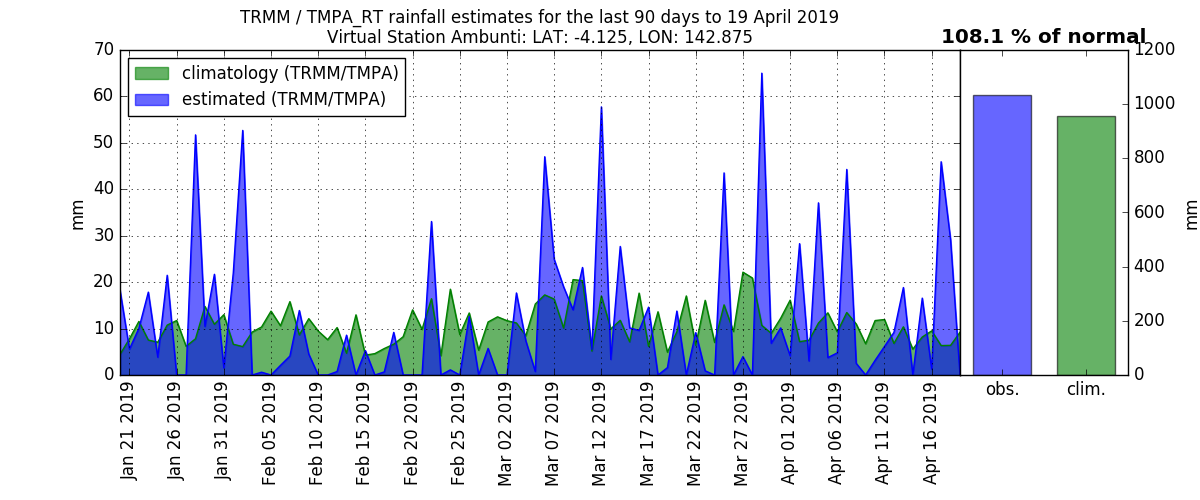 TRMM / TMPA_RT rainfall estimates for the last 90 days to 19 April 2019
Virtual Station Ambunti: LAT: -4.125, LON: 142.875
108.1 % of normal
climatology (TRMM/TMPA)
estimated (TRMM/TMPA)
mm
70
60
50
40
30
20
10
0
Jan 21 2019
Jan 26 2019
Jan 31 2019
Feb 05 2019
Feb 10 2019
Feb 15 2019
Feb 20 2019
Feb 25 2019
Mar 02 2019
Mar 07 2019
Mar 12 2019
Mar 17 2019
Mar 22 2019
Mar 27 2019
Apr 01 2019
Apr 06 2019
Apr 11 2019
Apr 16 2019
obs.
clim.
1200
1000
800
600
400
200
0
mm